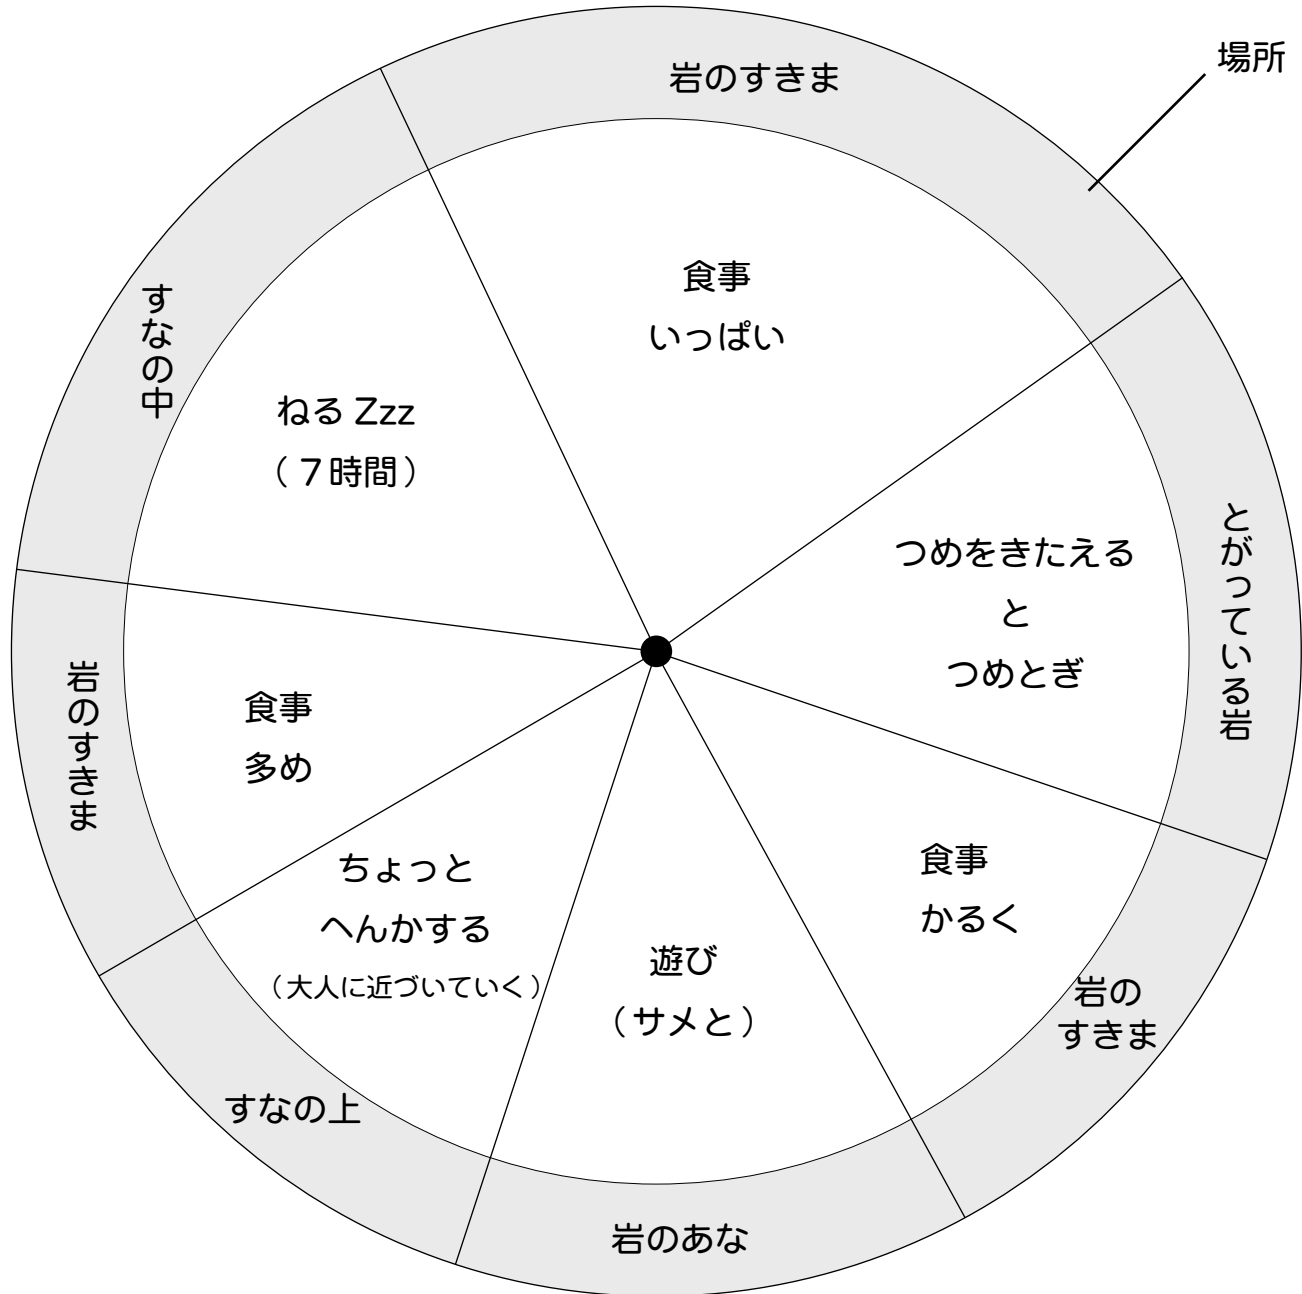 場所
岩のすきま
食事
いっぱい
とがっている岩
つめをきたえる
と
つめとぎ
岩の
すきま
食事
かるく
岩のあな
遊び
（サメと）
すなの上
ちょっと
へんかする
（大人に近づいていく）
岩のすきま
食事
多め
すなの中
ねる Zzz
（７時間）